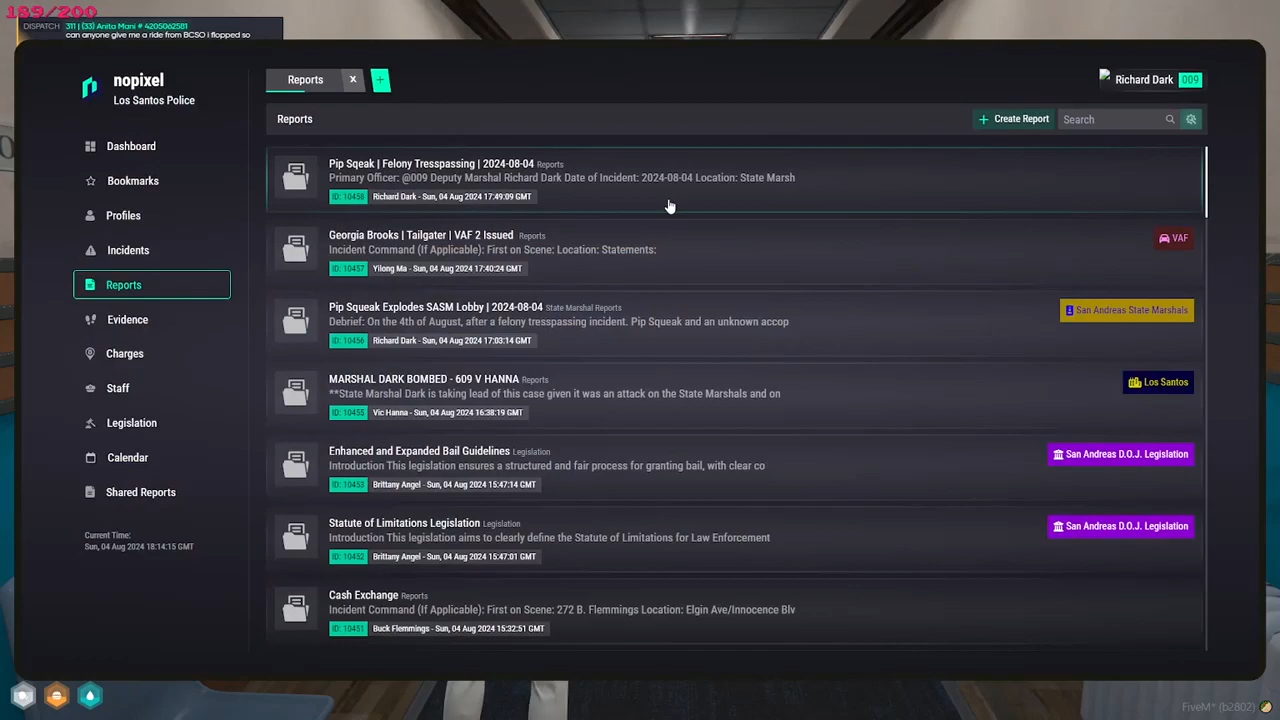 189/200
DISPATCH 311 | (33) Anita Mani # 4205062581
can anyone give me a ride from BCSO i flopped so
nopixel
Los Santos Police
Reports x +
Richard Dark 009
Dashboard
Bookmarks
Profiles
Incidents
Reports
Evidence
Charges
Staff
Legislation
Calendar
Shared Reports
Current Time:
Sun, 04 Aug 2024 18:14:15 GMT
Reports
+ Create Report
Search
Pip Sqeak | Felony Tresspassing | 2024-08-04 Reports
Primary Officer: @009 Deputy Marshal Richard Dark Date of Incident: 2024-08-04 Location: State Marsh
ID: 10458 Richard Dark - Sun, 04 Aug 2024 17:49:09 GMT
Georgia Brooks | Tailgater | VAF 2 Issued Reports
VAF
Incident Command (If Applicable): First on Scene: Location: Statements:
ID: 10457 Yilong Ma - Sun, 04 Aug 2024 17:40:24 GMT
Pip Squeak Explodes SASM Lobby | 2024-08-04 State Marshal Reports
San Andreas State Marshals
Debrief: On the 4th of August, after a felony tresspassing incident. Pip Squeak and an unknown accop
ID: 10456 Richard Dark - Sun, 04 Aug 2024 17:03:14 GMT
MARSHAL DARK BOMBED - 609 V HANNA Reports
Los Santos
**State Marshal Dark is taking lead of this case given it was an attack on the State Marshals and on
ID: 10455 Vic Hanna - Sun, 04 Aug 2024 16:38:19 GMT
Enhanced and Expanded Bail Guidelines Legislation
San Andreas D.O.J. Legislation
Introduction This legislation ensures a structured and fair process for granting bail, with clear co
ID: 10453 Brittany Angel - Sun, 04 Aug 2024 15:47:14 GMT
Statute of Limitations Legislation Legislation
San Andreas D.O.J. Legislation
Introduction This legislation aims to clearly define the Statute of Limitations for Law Enforcement
ID: 10452 Brittany Angel - Sun, 04 Aug 2024 15:47:01 GMT
Cash Exchange Reports
Incident Command (If Applicable): First on Scene: 272 B. Flemmings Location: Elgin Ave/Innocence Blv
ID: 10451 Buck Flemmings - Sun, 04 Aug 2024 15:32:51 GMT
FiveM* (b2802)